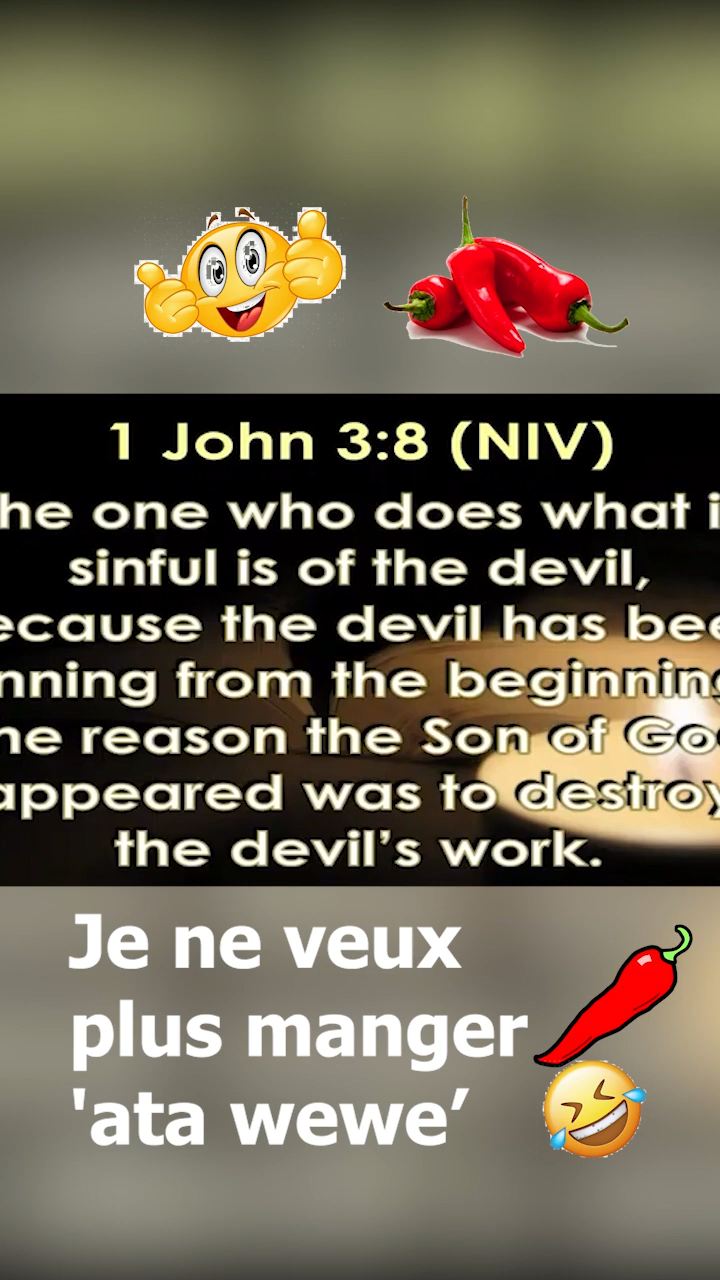 1 John 3:8 (NIV)
he one who does what i
sinful is of the devil,
ecause the devil has bee
nning from the beginning
he reason the Son of Go
appeared was to destroy
the devil’s work.
Je ne veux
plus manger
'ata wewe’